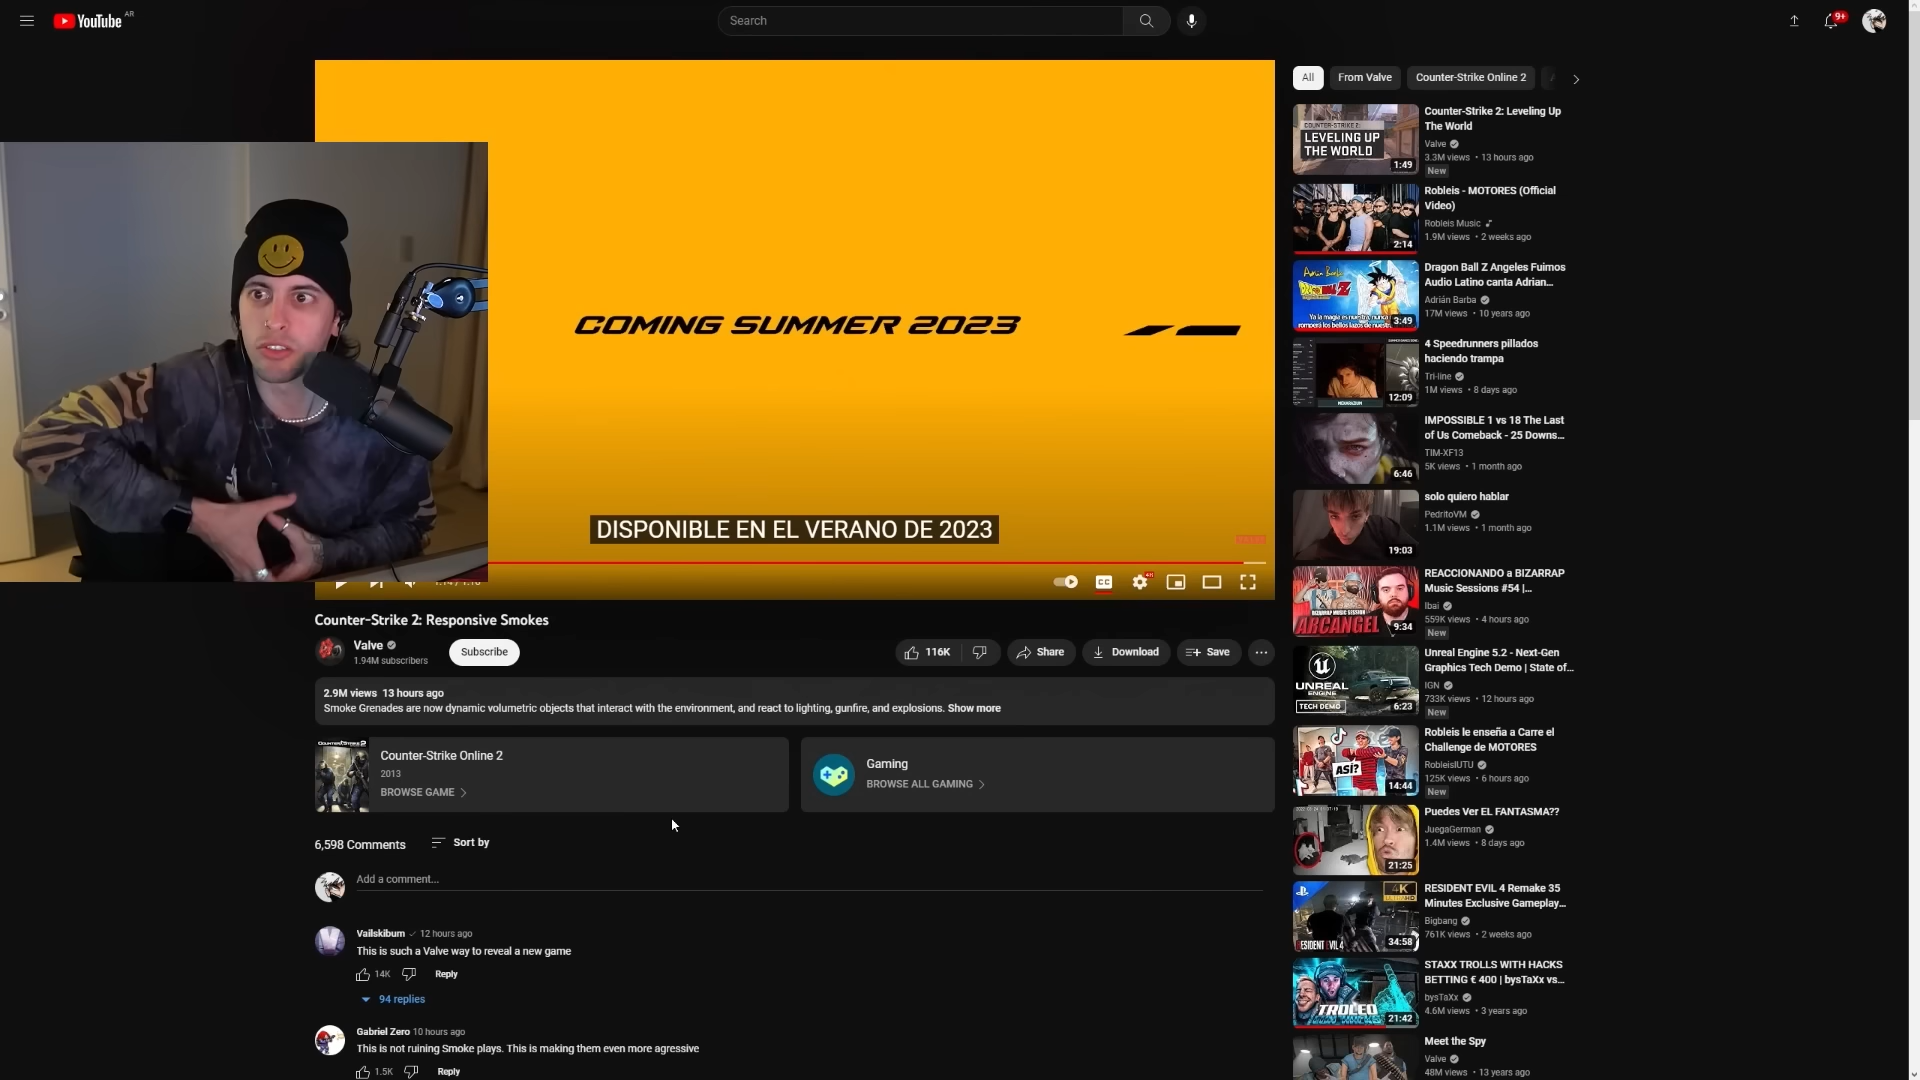 YouTube AR
Search
9+
COMING SUMMER 2023
DISPONIBLE EN EL VERANO DE 2023
CC
Counter-Strike 2: Responsive Smokes
Valve
1.94M subscribers
Subscribe
116K
Share
Download
Save
2.9M views 13 hours ago
Smoke Grenades are now dynamic volumetric objects that interact with the environment, and react to lighting, gunfire, and explosions. Show more
Counter-Strike Online 2
2013
BROWSE GAME
Gaming
BROWSE ALL GAMING
6,598 Comments
Sort by
Add a comment...
Vailskibum 12 hours ago
This is such a Valve way to reveal a new game
14K Reply
94 replies
Gabriel Zero 10 hours ago
This is not ruining Smoke plays. This is making them even more agressive
1.5K Reply
All From Valve Counter-Strike Online 2
COUNTER-STRIKE 2
LEVELING UP
THE WORLD
1:49
Counter-Strike 2: Leveling Up
The World
Valve
3.3M views • 13 hours ago
New
2:14
Robleis - MOTORES (Official
Video)
Robleis Music
1.9M views • 2 weeks ago
3:49
Dragon Ball Z Angeles Fuimos
Audio Latino canta Adrian...
Adrián Barba
17M views • 10 years ago
12:09
4 Speedrunners pillados
haciendo trampa
Tri-line
1M views • 8 days ago
6:46
IMPOSSIBLE 1 vs 18 The Last
of Us Comeback - 25 Downs...
TIM-XF13
5K views • 1 month ago
19:03
solo quiero hablar
PedritoVM
1.1M views • 1 month ago
BIZARRAP MUSIC SESSION
ARCANGEL
9:34
REACCIONANDO a BIZARRAP
Music Sessions #54 |...
Ibai
559K views • 4 hours ago
New
UNREAL
ENGINE
TECH DEMO
6:23
Unreal Engine 5.2 - Next-Gen
Graphics Tech Demo | State of...
IGN
733K views • 12 hours ago
New
ASÍ?
14:44
Robleis le enseña a Carre el
Challenge de MOTORES
RobleisIUTU
125K views • 6 hours ago
New
21:25
Puedes Ver EL FANTASMA??
JuegaGerman
1.4M views • 8 days ago
4K
RESIDENT EVIL 4
34:58
RESIDENT EVIL 4 Remake 35
Minutes Exclusive Gameplay...
Bigbang
761K views • 2 weeks ago
TROLEO
21:42
STAXX TROLLS WITH HACKS
BETTING € 400 | bysTaXx vs...
bysTaXx
4.6M views • 3 years ago
Meet the Spy
Valve
48M views • 13 years ago